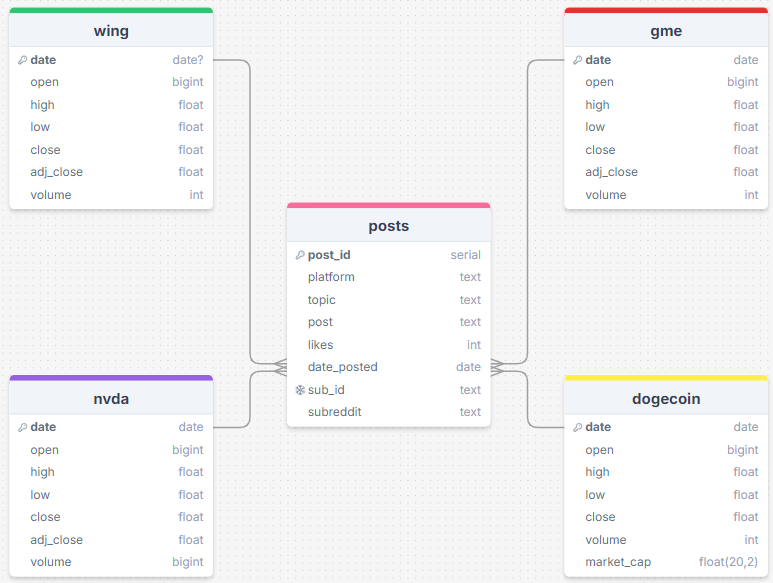 wing
date date?
open bigint
high float
low float
close float
adj_close float
volume int
gme
date date
open bigint
high float
low float
close float
adj_close float
volume int
posts
post_id serial
platform text
topic text
post text
likes int
date_posted date
sub_id text
subreddit text
nvda
date date
open bigint
high float
low float
close float
adj_close float
volume bigint
dogecoin
date date
open bigint
high float
low float
close float
volume int
market_cap float(20,2)